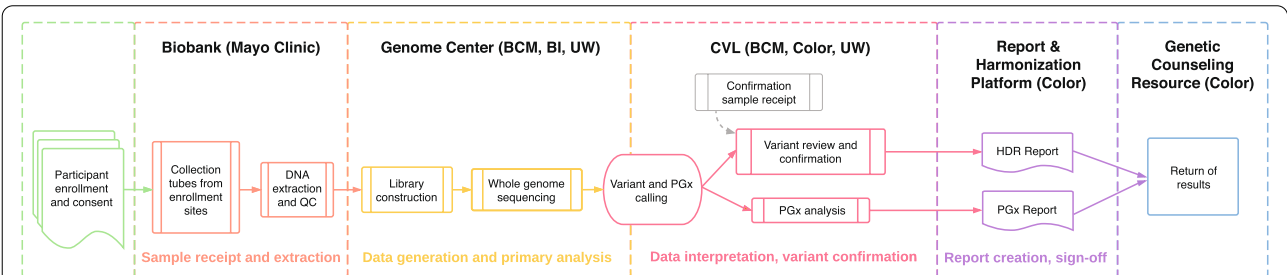 Biobank (Mayo Clinic)
Genome Center (BCM, BI, UW)
CVL (BCM, Color, UW)
Report &
Harmonization
Platform (Color)
Genetic
Counseling
Resource (Color)
Confirmation
sample receipt
Participant
enrollment
and consent
Collection
tubes from
enrollment
sites
DNA
extraction
and QC
Library
construction
Whole genome
sequencing
Variant and PGx
calling
Variant review and
confirmation
PGx analysis
HDR Report
PGx Report
Return of
results
Sample receipt and extraction
Data generation and primary analysis
Data interpretation, variant confirmation
Report creation, sign-off